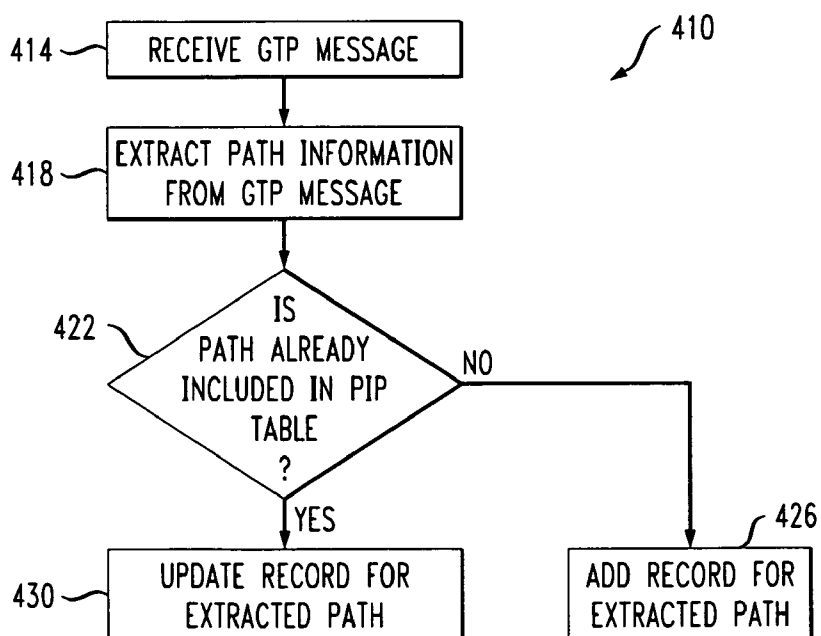 410
414
RECEIVE GTP MESSAGE
418
EXTRACT PATH INFORMATION
FROM GTP MESSAGE
422
IS
PATH ALREADY
INCLUDED IN PIP
TABLE
?
NO
YES
430
UPDATE RECORD FOR
EXTRACTED PATH
426
ADD RECORD FOR
EXTRACTED PATH